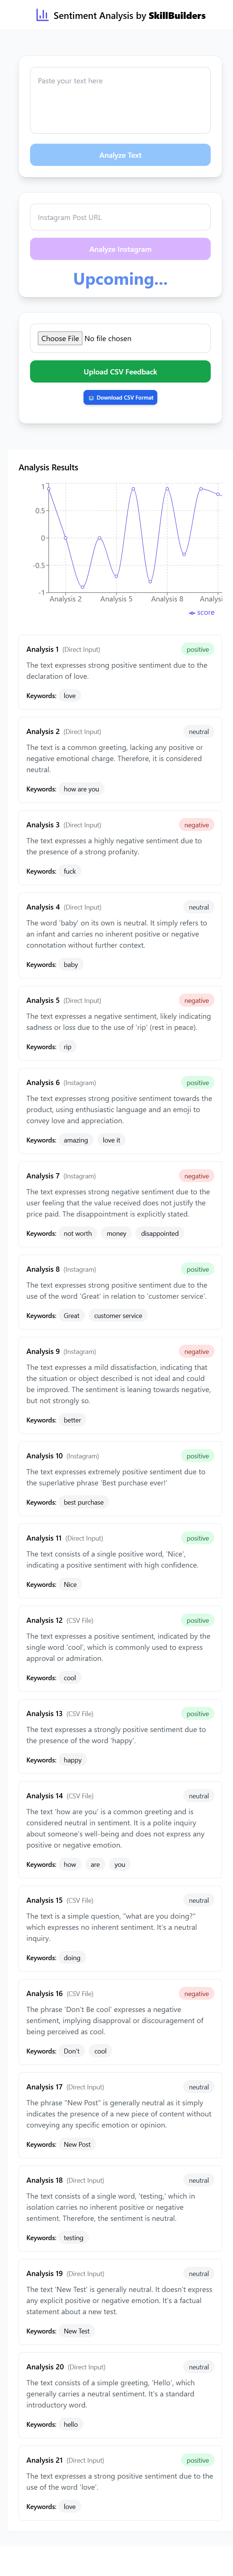 Sentiment Analysis by SkillBuilders
Paste your text here
Analyze Text
Instagram Post URL
Analyze Instagram
Upcoming...
Choose File No file chosen
Upload CSV Feedback
Download CSV Format
Analysis Results
1
0.5
0
-0.5
-1
Analysis 2 Analysis 5 Analysis 8 Analysi
score
Analysis 1 (Direct Input) positive
The text expresses strong positive sentiment due to the
declaration of love.
Keywords: love
Analysis 2 (Direct Input) neutral
The text is a common greeting, lacking any positive or
negative emotional charge. Therefore, it is considered
neutral.
Keywords: how are you
Analysis 3 (Direct Input) negative
The text expresses a highly negative sentiment due to
the presence of a strong profanity.
Keywords: fuck
Analysis 4 (Direct Input) neutral
The word 'baby' on its own is neutral. It simply refers to
an infant and carries no inherent positive or negative
connotation without further context.
Keywords: baby
Analysis 5 (Direct Input) negative
The text expresses a negative sentiment, likely indicating
sadness or loss due to the use of 'rip' (rest in peace).
Keywords: rip
Analysis 6 (Instagram) positive
The text expresses strong positive sentiment towards the
product, using enthusiastic language and an emoji to
convey love and appreciation.
Keywords: amazing love it
Analysis 7 (Instagram) negative
The text expresses strong negative sentiment due to the
user feeling that the value received does not justify the
price paid. The disappointment is explicitly stated.
Keywords: not worth money disappointed
Analysis 8 (Instagram) positive
The text expresses strong positive sentiment due to the
use of the word 'Great' in relation to 'customer service'.
Keywords: Great customer service
Analysis 9 (Instagram) negative
The text expresses a mild dissatisfaction, indicating that
the situation or object described is not ideal and could
be improved. The sentiment is leaning towards negative,
but not strongly so.
Keywords: better
Analysis 10 (Instagram) positive
The text expresses extremely positive sentiment due to
the superlative phrase 'Best purchase ever!'
Keywords: best purchase
Analysis 11 (Direct Input) positive
The text consists of a single positive word, 'Nice',
indicating a positive sentiment with high confidence.
Keywords: Nice
Analysis 12 (CSV File) positive
The text expresses a positive sentiment, indicated by the
single word 'cool', which is commonly used to express
approval or admiration.
Keywords: cool
Analysis 13 (CSV File) positive
The text expresses a strongly positive sentiment due to
the presence of the word 'happy'.
Keywords: happy
Analysis 14 (CSV File) neutral
The text 'how are you' is a common greeting and is
considered neutral in sentiment. It is a polite inquiry
about someone's well-being and does not express any
positive or negative emotion.
Keywords: how are you
Analysis 15 (CSV File) neutral
The text is a simple question, "what are you doing?"
which expresses no inherent sentiment. It's a neutral
inquiry.
Keywords: doing
Analysis 16 (CSV File) negative
The phrase 'Don't Be cool' expresses a negative
sentiment, implying disapproval or discouragement of
being perceived as cool.
Keywords: Don't cool
Analysis 17 (Direct Input) neutral
The phrase "New Post" is generally neutral as it simply
indicates the presence of a new piece of content without
conveying any specific emotion or opinion.
Keywords: New Post
Analysis 18 (Direct Input) neutral
The text consists of a single word, 'testing,' which in
isolation carries no inherent positive or negative
sentiment. Therefore, the sentiment is neutral.
Keywords: testing
Analysis 19 (Direct Input) neutral
The text 'New Test' is generally neutral. It doesn't express
any explicit positive or negative emotion. It's a factual
statement about a new test.
Keywords: New Test
Analysis 20 (Direct Input) neutral
The text consists of a simple greeting, 'Hello', which
generally carries a neutral sentiment. It's a standard
introductory word.
Keywords: hello
Analysis 21 (Direct Input) positive
The text expresses a strong positive sentiment due to the
use of the word 'love'.
Keywords: love